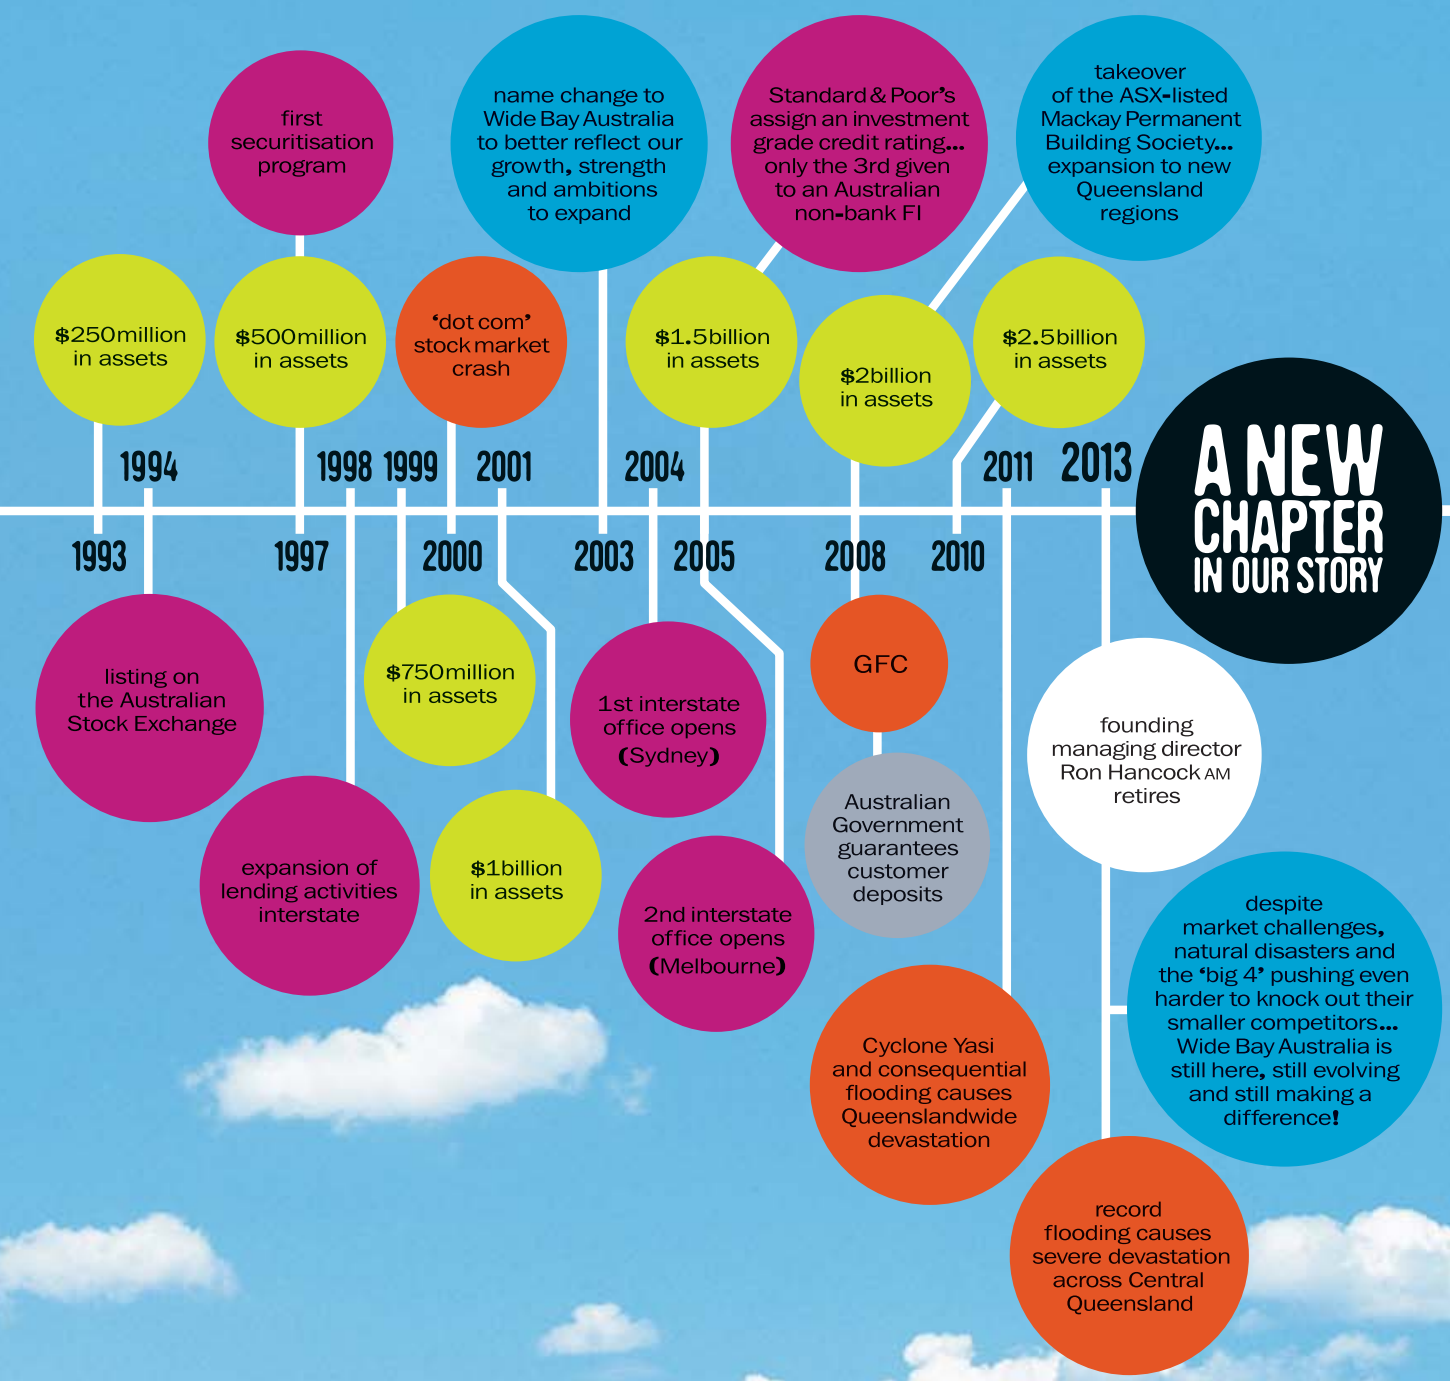 first
securitisation
program
name change to
Wide Bay Australia
to better reflect our
growth, strength
and ambitions
to expand
Standard & Poor's
assign an investment
grade credit rating...
only the 3rd given
to an Australian
non-bank FI
takeover
of the ASX-listed
Mackay Permanent
Building Society...
expansion to new
Queensland
regions
$250million
in assets
$500million
in assets
'dot com'
stock market
crash
$1.5billion
in assets
$2billion
in assets
$2.5billion
in assets
1994
1998
1999
2001
2004
2011
2013
A NEW
CHAPTER
IN OUR STORY
1993
1997
2000
2003
2005
2008
2010
listing on
the Australian
Stock Exchange
$750million
in assets
1st interstate
office opens
(Sydney)
GFC
founding
managing director
Ron Hancock AM
retires
expansion of
lending activities
interstate
$1billion
in assets
2nd interstate
office opens
(Melbourne)
Australian
Government
guarantees
customer
deposits
despite
market challenges,
natural disasters and
the 'big 4' pushing even
harder to knock out their
smaller competitors...
Wide Bay Australia is
still here, still evolving
and still making a
difference!
Cyclone Yasi
and consequential
flooding causes
Queenslandwide
devastation
record
flooding causes
severe devastation
across Central
Queensland